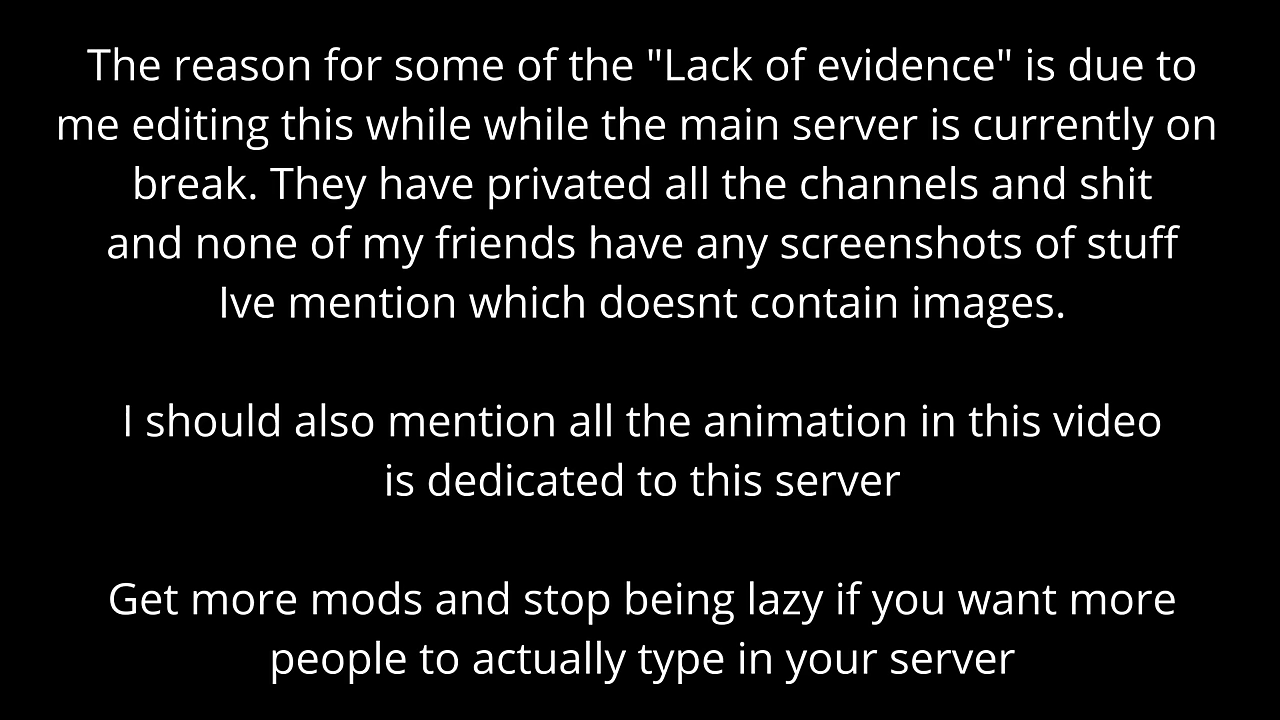 The reason for some of the "Lack of evidence" is due to
me editing this while while the main server is currently on
break. They have privated all the channels and shit
and none of my friends have any screenshots of stuff
Ive mention which doesnt contain images.
I should also mention all the animation in this video
is dedicated to this server
Get more mods and stop being lazy if you want more
people to actually type in your server